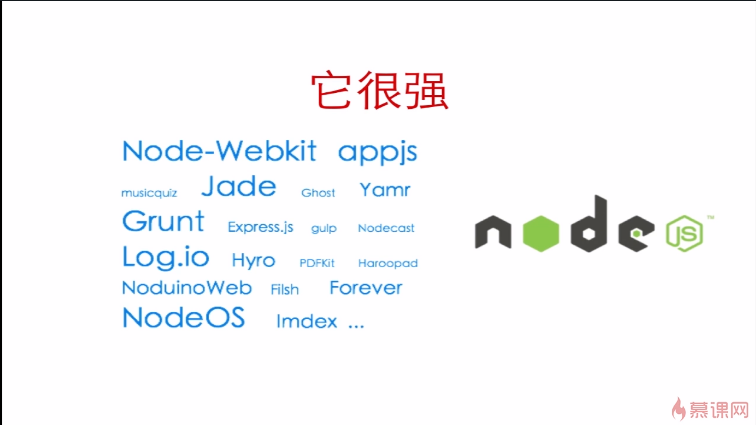 它很强
Node-Webkit appjs
musicquiz Jade Ghost Yamr
Grunt Express.js gulp Nodecast
Log.io Hyro PDFKit Haroopad
NoduinoWeb Filsh Forever
NodeOS Imdex ...
node JS ™
慕课网